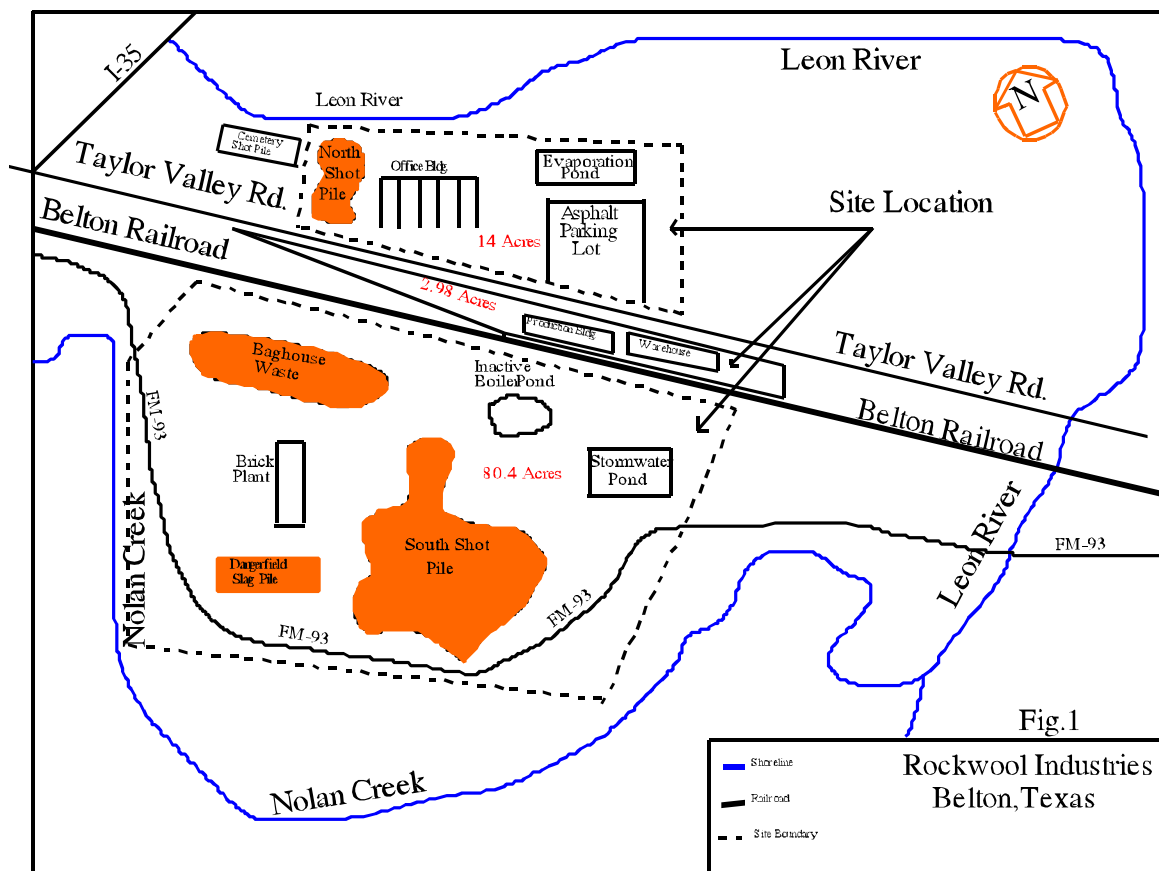 I-35
Leon River
Leon River
N
Cemetery
Shot Pile
North
Shot
Pile
Office Bldg
Evaporation
Pond
Taylor Valley Rd.
Asphalt
Parking
Lot
Site Location
Belton Railroad
14 Acres
2.98 Acres
Production Bldg
Warehouse
Taylor Valley Rd.
Baghouse
Waste
Inactive
Boiler Pond
FM-93
Belton Railroad
Brick
Plant
80.4 Acres
Stormwater
Pond
Nolan Creek
South Shot
Pile
Leon River
FM-93
Dangerfield
Slag Pile
FM-93
FM-93
Nolan Creek
Fig.1
Shoreline
Railroad
Site Boundary
Rockwool Industries
Belton, Texas